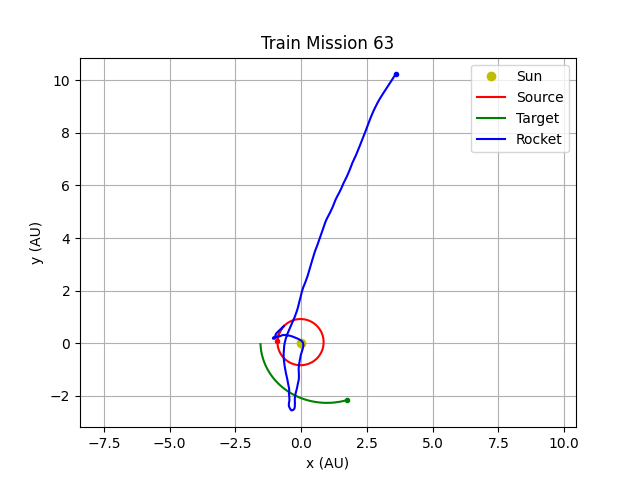 Train Mission 63
Sun
Source
Target
Rocket
y (AU)
10
8
6
4
2
0
−2
−7.5
−5.0
−2.5
0.0
2.5
5.0
7.5
10.0
x (AU)